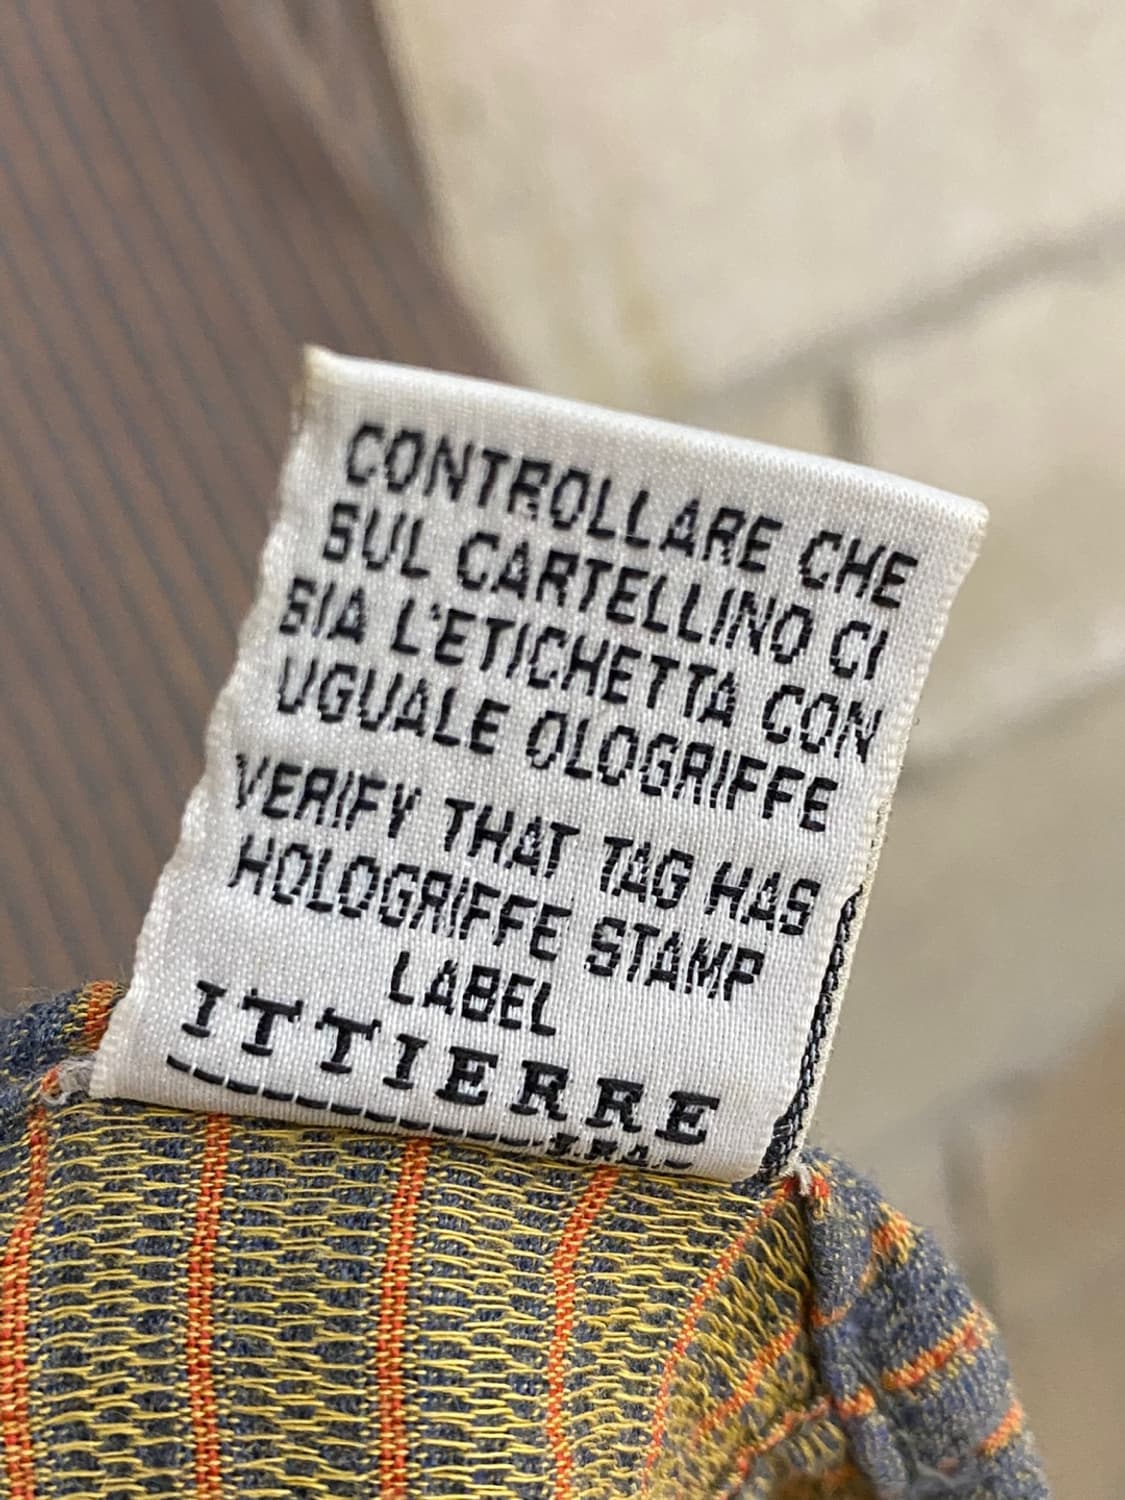 CONTROLLARE CHE
SUL CARTELLINO CI
SIA L'ETICHETTA CON
UGUALE OLOGRIFFE
VERIFY THAT TAG HAS
HOLOGRIFFE STAMP
LABEL
ITTIERRE